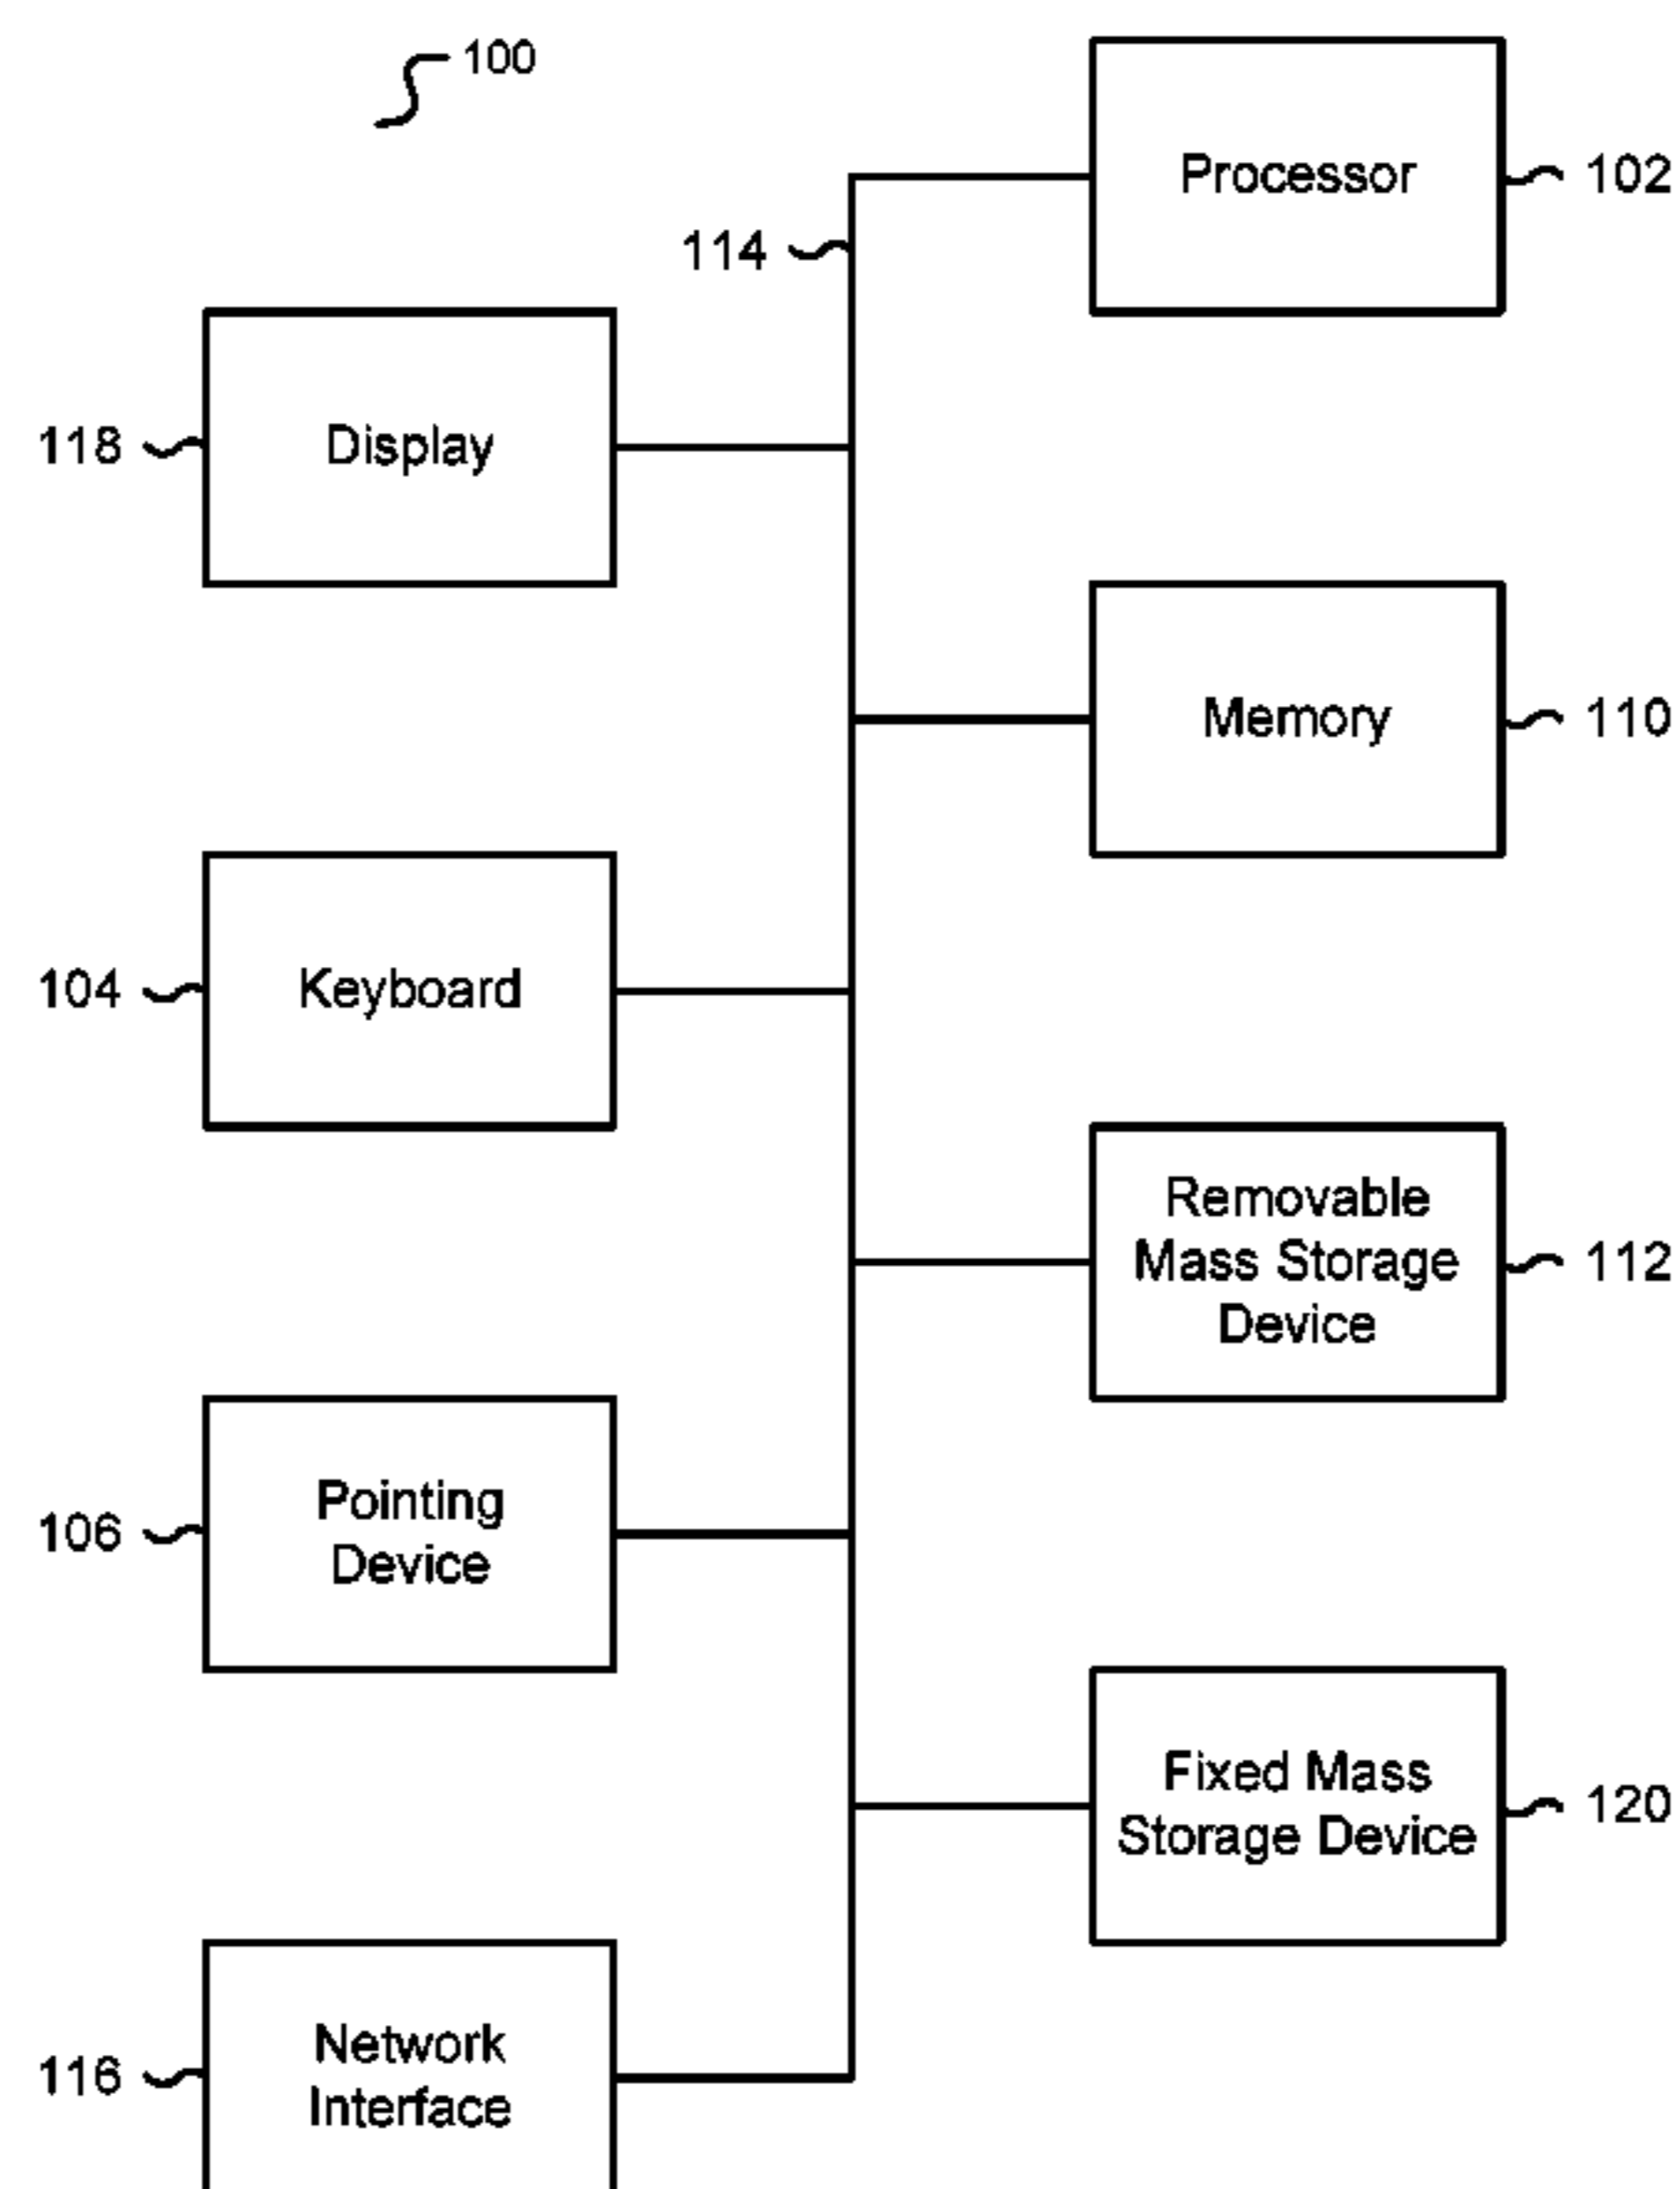 100
Processor
102
114
118
Display
Memory
110
104
Keyboard
Removable
Mass Storage
Device
112
106
Pointing
Device
Fixed Mass
Storage Device
120
116
Network
Interface